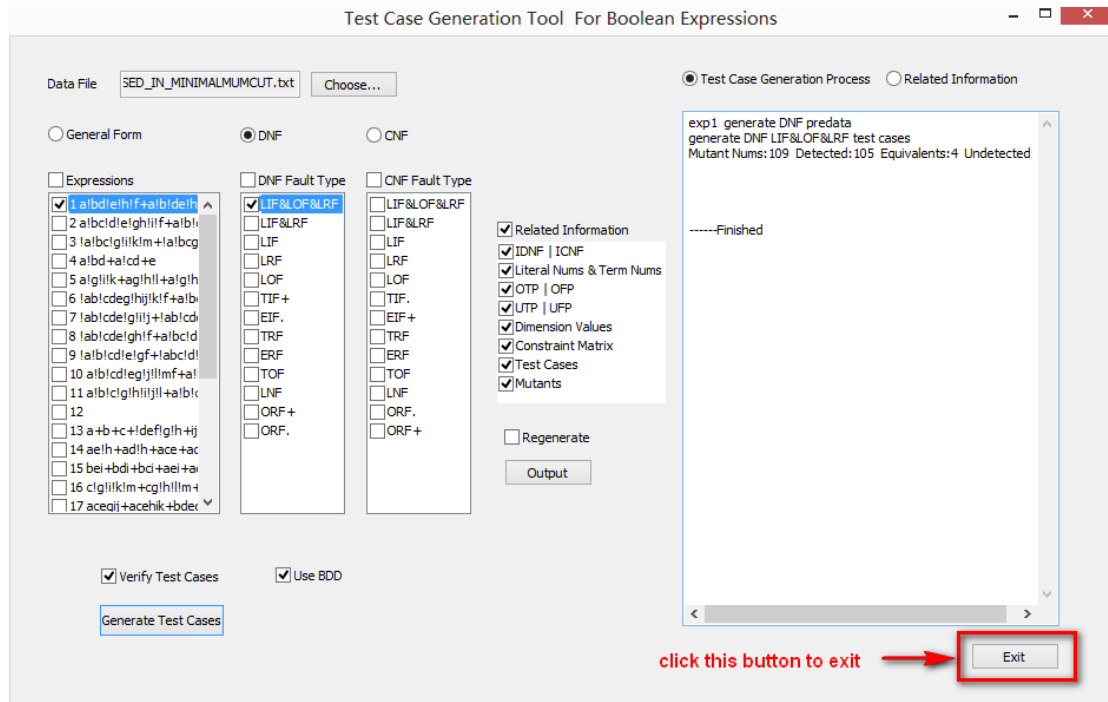 Test Case Generation Tool For Boolean Expressions
Data File
SED_IN_MINIMALMUMCUT.txt
Choose...
General Form
DNF
CNF
Expressions
1 a!bd!e!h!f+a!b!de!h
2 a!bc!d!e!gh!i!f+a!b!
3 !a!bc!g!i!k!m+!a!bcg
4 a!bd+a!cd+e
5 a!g!i!k+ag!h!l+a!g!h
6 !ab!cdeg!hij!k!f+a!b
7 !ab!cde!g!i!j+!ab!cd
8 !ab!cde!gh!f+a!bc!d
9 !a!b!cd!e!gf+!abc!d!
10 a!b!cd!eg!j!l!mf+a!
11 a!b!c!g!h!i!j!l+a!b!
12
13 a+b+c+!def!g!h+ij
14 ae!h+ad!h+ace+ac
15 bei+bdi+bci+aei+a
16 c!g!i!k!m+cg!h!l!m+
17 acegij+acehik+bde
DNF Fault Type
LIF&LOF&LRF
LIF&LRF
LIF
LRF
LOF
TIF+
EIF.
TRF
ERF
TOF
LNF
ORF+
ORF.
CNF Fault Type
LIF&LOF&LRF
LIF&LRF
LIF
LRF
LOF
TIF.
EIF+
TRF
ERF
TOF
LNF
ORF.
ORF+
Related Information
IDNF | ICNF
Literal Nums & Term Nums
OTP | OFP
UTP | UFP
Dimension Values
Constraint Matrix
Test Cases
Mutants
Regenerate
Output
Verify Test Cases
Use BDD
Generate Test Cases
Test Case Generation Process
Related Information
exp1 generate DNF predata
generate DNF LIF&LOF&LRF test cases
Mutant Nums:109 Detected:105 Equivalents:4 Undetected
------Finished
click this button to exit
Exit